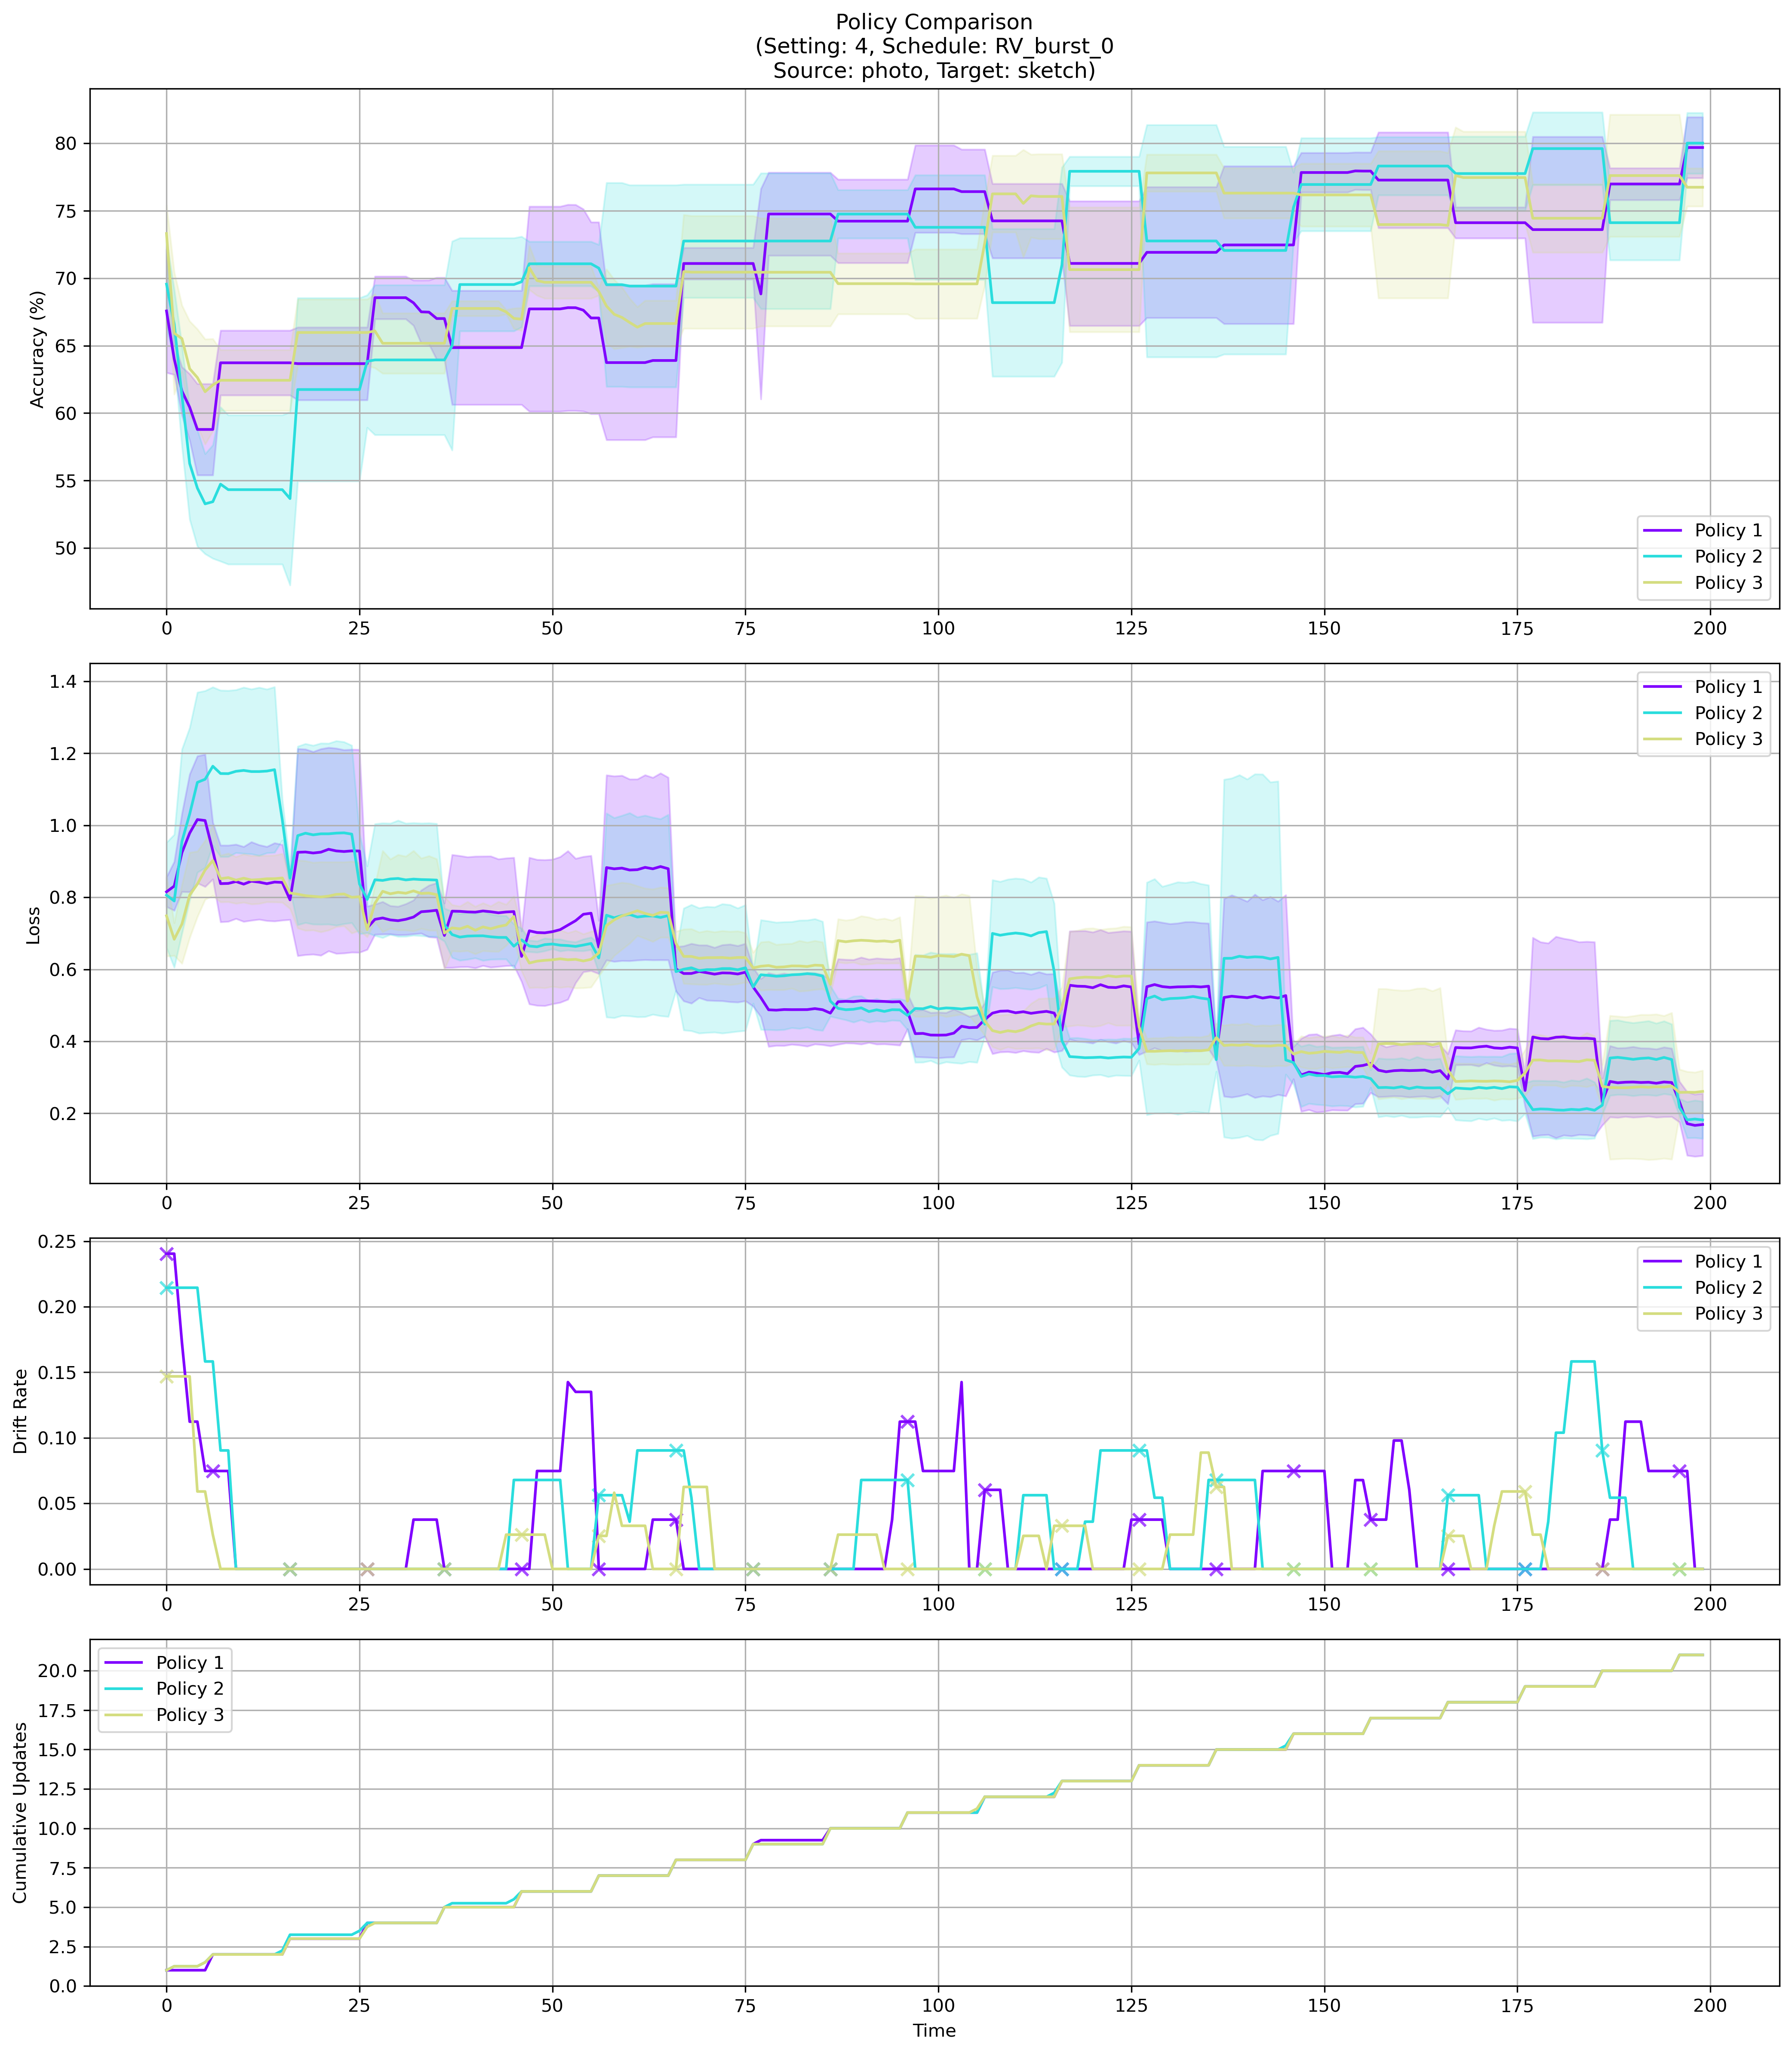 Policy Comparison
(Setting: 4, Schedule: RV_burst_0
Source: photo, Target: sketch)
Accuracy (%)
80
75
70
65
60
55
50
Policy 1
Policy 2
Policy 3
0 25 50 75 100 125 150 175 200
Loss
1.4
1.2
1.0
0.8
0.6
0.4
0.2
Policy 1
Policy 2
Policy 3
0 25 50 75 100 125 150 175 200
Drift Rate
0.25
0.20
0.15
0.10
0.05
0.00
Policy 1
Policy 2
Policy 3
0 25 50 75 100 125 150 175 200
Cumulative Updates
20.0
17.5
15.0
12.5
10.0
7.5
5.0
2.5
0.0
Policy 1
Policy 2
Policy 3
0 25 50 75 100 125 150 175 200
Time